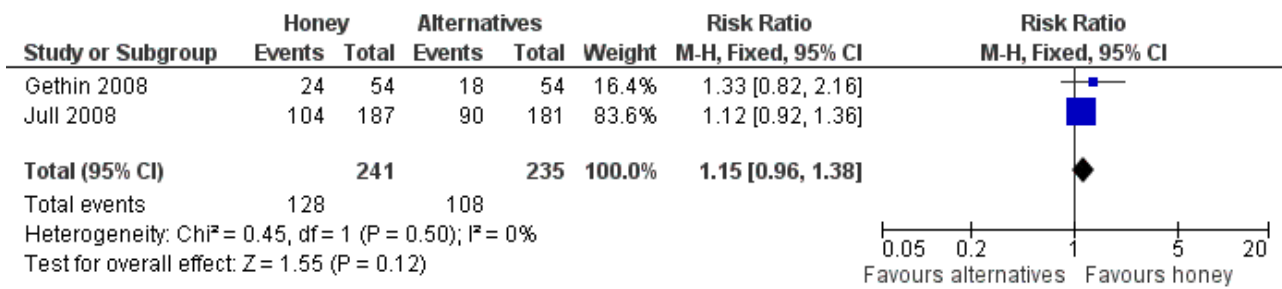 Honey Alternatives Risk Ratio Risk Ratio
Study or Subgroup Events Total Events Total Weight M-H, Fixed, 95% CI M-H, Fixed, 95% CI
Gethin 2008 24 54 18 54 16.4% 1.33 [0.82, 2.16]
Jull 2008 104 187 90 181 83.6% 1.12 [0.92, 1.36]
Total (95% CI) 241 235 100.0% 1.15 [0.96, 1.38]
Total events 128 108
Heterogeneity: Chi² = 0.45, df = 1 (P = 0.50); I² = 0%
Test for overall effect: Z = 1.55 (P = 0.12)
0.05 0.2 1 5 20
Favours alternatives Favours honey